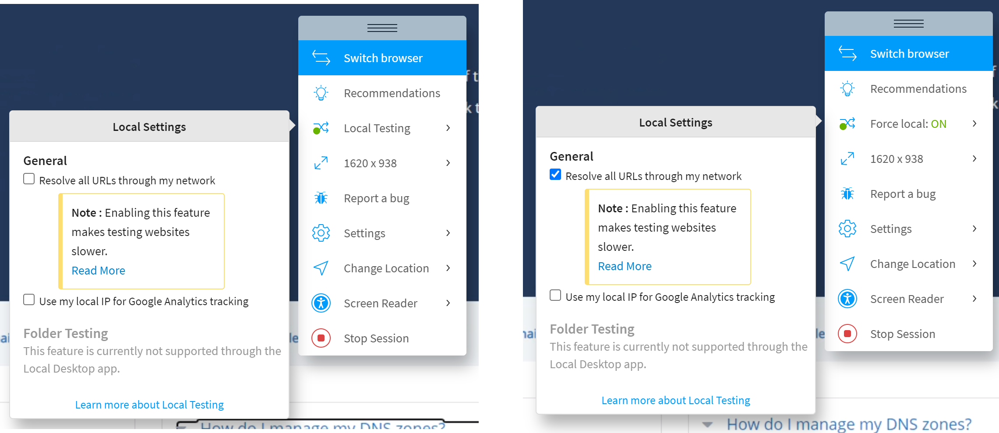 Switch browser
Recommendations
Local Testing
1620 x 938
Report a bug
Settings
Change Location
Screen Reader
Stop Session
Local Settings
General
Resolve all URLs through my network
Note : Enabling this feature
makes testing websites
slower.
Read More
Use my local IP for Google Analytics tracking
Folder Testing
This feature is currently not supported through the
Local Desktop app.
Learn more about Local Testing
How do I manage my DNS zones?
Switch browser
Recommendations
Force local: ON
1620 x 938
Report a bug
Settings
Change Location
Screen Reader
Stop Session
Local Settings
General
Resolve all URLs through my network
Note : Enabling this feature
makes testing websites
slower.
Read More
Use my local IP for Google Analytics tracking
Folder Testing
This feature is currently not supported through the
Local Desktop app.
Learn more about Local Testing
How do I manage my DNS zones?